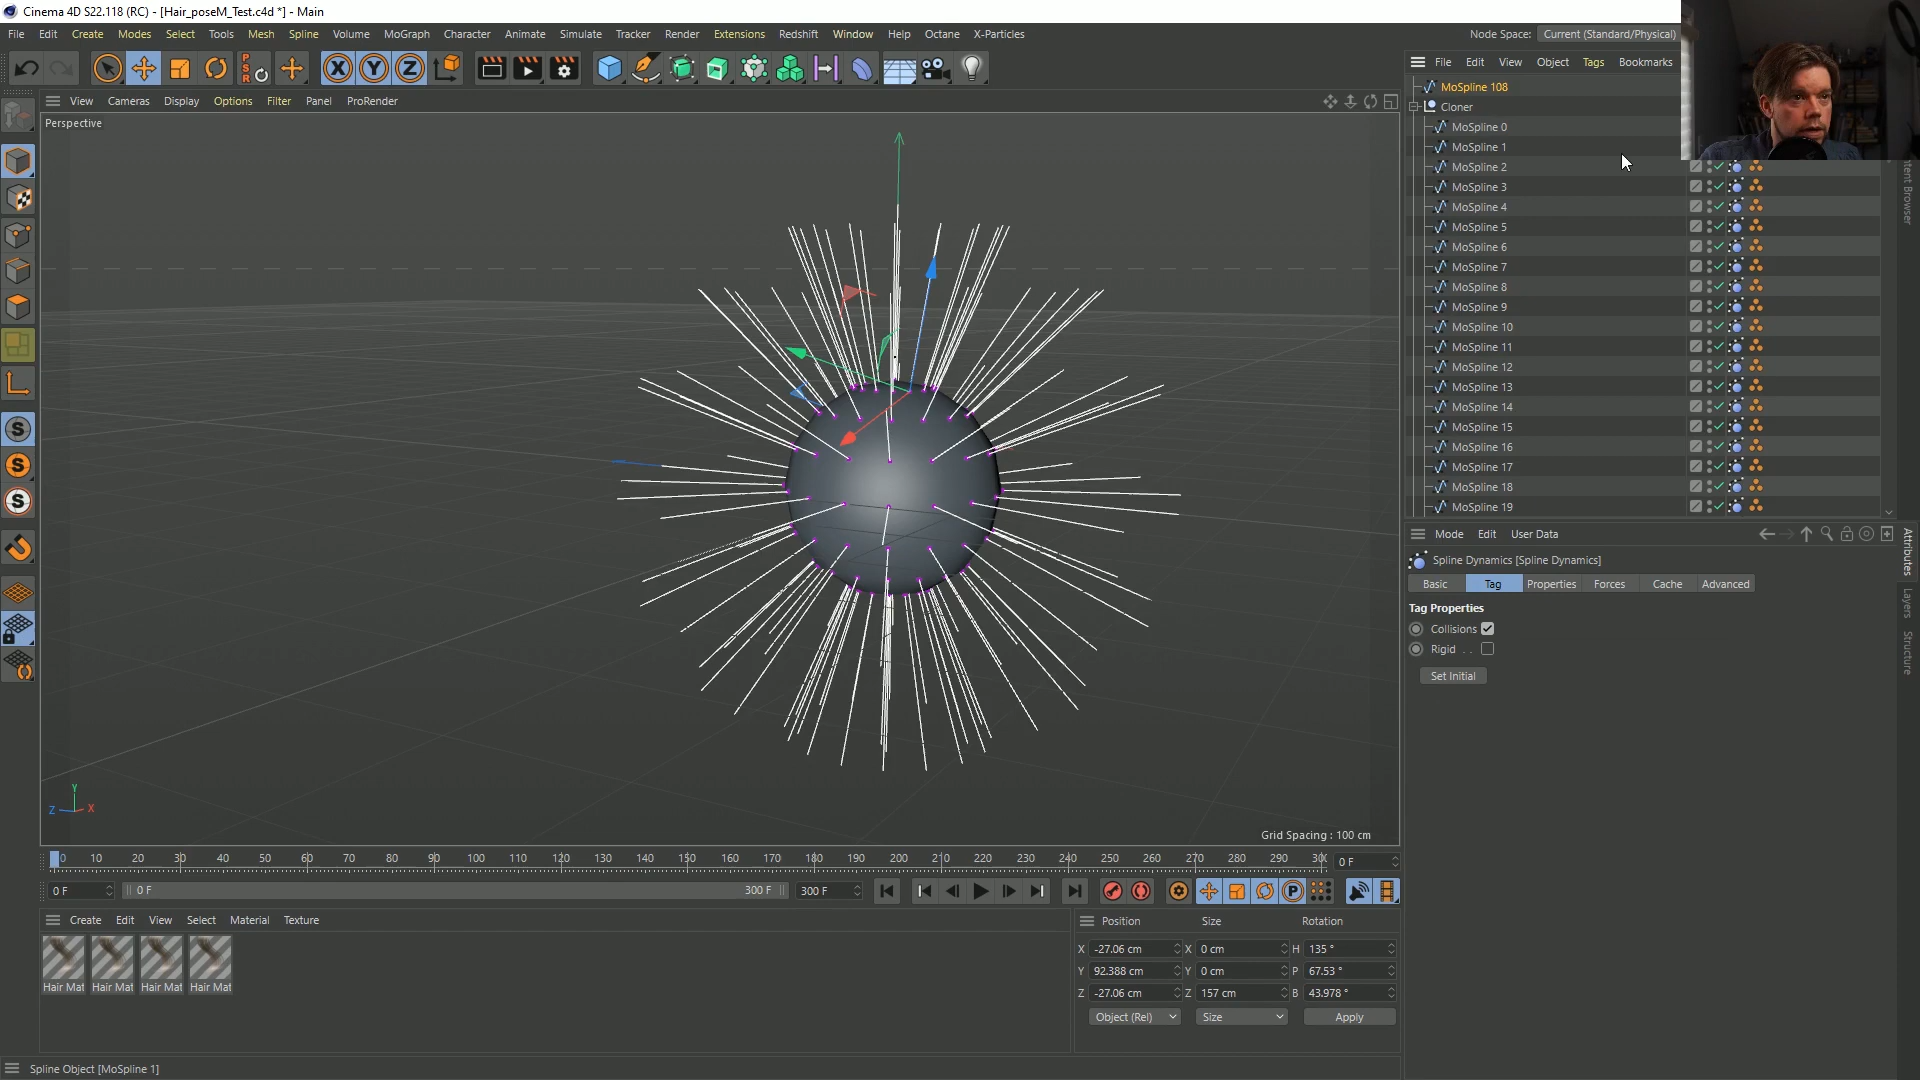 Cinema 4D S22.118 (RC) - [Hair_poseM_Test.c4d *] - Main
File Edit Create Modes Select Tools Mesh Spline Volume MoGraph Character Animate Simulate Tracker Render Extensions Redshift Window Help Octane X-Particles
Node Space: Current (Standard/Physical)
View Cameras Display Options Filter Panel ProRender
Perspective
File Edit View Object Tags Bookmarks
MoSpline 108
Cloner
MoSpline 0
MoSpline 1
MoSpline 2
MoSpline 3
MoSpline 4
MoSpline 5
MoSpline 6
MoSpline 7
MoSpline 8
MoSpline 9
MoSpline 10
MoSpline 11
MoSpline 12
MoSpline 13
MoSpline 14
MoSpline 15
MoSpline 16
MoSpline 17
MoSpline 18
MoSpline 19
Mode Edit User Data
Spline Dynamics [Spline Dynamics]
Basic Tag Properties Forces Cache Advanced
Tag Properties
Collisions
Rigid . .
Set Initial
Attributes
Layers
Structure
Y
Z X
Grid Spacing : 100 cm
0 10 20 30 40 50 60 70 80 90 100 110 120 130 140 150 160 170 180 190 200 210 220 230 240 250 260 270 280 290 0 F
0 F 0 F 300 F 300 F
Create Edit View Select Material Texture
Hair Mat Hair Mat Hair Mat Hair Mat
Position Size Rotation
X -27.06 cm X 0 cm H 135 °
Y 92.388 cm Y 0 cm P 67.53 °
Z -27.06 cm Z 157 cm B 43.978 °
Object (Rel) Size Apply
Spline Object [MoSpline 1]